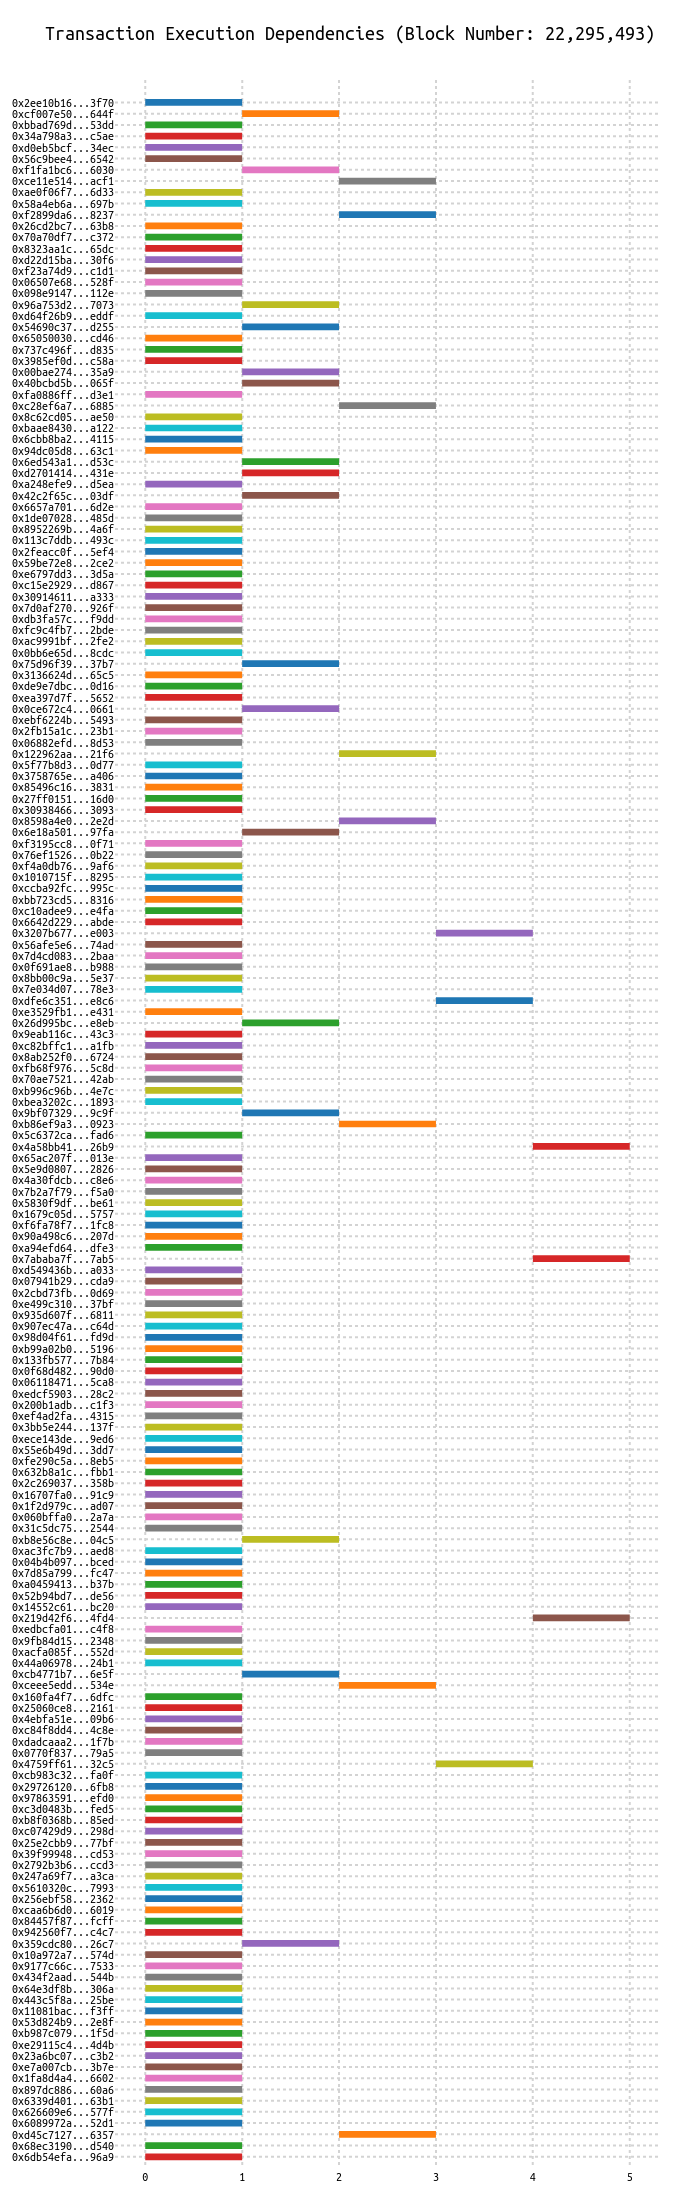 Transaction Execution Dependencies (Block Number: 22,295,493)
0x2ee10b16...3f70
0xcf007e50...644f
0xbbad769d...53dd
0x34a798a3...c5ae
0xd0eb5bcf...34ec
0x56c9bee4...6542
0xf1fa1bc6...6030
0xce11e514...acf1
0xae0f06f7...6d33
0x58a4eb6a...697b
0xf2899da6...8237
0x26cd2bc7...63b8
0x70a70df7...c372
0x8323aa1c...65dc
0xd22d15ba...30f6
0xf23a74d9...c1d1
0x06507e68...528f
0x098e9147...112e
0x96a753d2...7073
0xd64f26b9...eddf
0x54690c37...d255
0x65050030...cd46
0x737c496f...d835
0x3985ef0d...c58a
0x00bae274...35a9
0x40bcbd5b...065f
0xfa0886ff...d3e1
0xc28ef6a7...6885
0x8c62cd05...ae50
0xbaae8430...a122
0x6cbb8ba2...4115
0x94dc05d8...63c1
0x6ed543a1...d53c
0xd2701414...431e
0xa248efe9...d5ea
0x42c2f65c...03df
0x6657a701...6d2e
0x1de07028...485d
0x8952269b...4a6f
0x113c7ddb...493c
0x2feacc0f...5ef4
0x59be72e8...2ce2
0xe6797dd3...3d5a
0xc15e2929...d867
0x30914611...a333
0x7d0af270...926f
0xdb3fa57c...f9dd
0xfc9c4fb7...2bde
0xac9991bf...2fe2
0x0bb6e65d...8cdc
0x75d96f39...37b7
0x3136624d...65c5
0xde9e7dbc...0d16
0xea397d7f...5652
0x0ce672c4...0661
0xebf6224b...5493
0x2fb15a1c...23b1
0x06882efd...8d53
0x122962aa...21f6
0x5f77b8d3...0d77
0x3758765e...a406
0x85496c16...3831
0x27ff0151...16d0
0x30938466...3093
0x8598a4e0...2e2d
0x6e18a501...97fa
0xf3195cc8...0f71
0x76ef1526...0b22
0xf4a0db76...9af6
0x1010715f...8295
0xccba92fc...995c
0xbb723cd5...8316
0xc10adee9...e4fa
0x6642d229...abde
0x3207b677...e003
0x56afe5e6...74ad
0x7d4cd083...2baa
0x0f691ae8...b988
0x8bb00c9a...5e37
0x7e034d07...78e3
0xdfe6c351...e8c6
0xe3529fb1...e431
0x26d995bc...e8eb
0x9eab116c...43c3
0xc82bffc1...a1fb
0x8ab252f0...6724
0xfb68f976...5c8d
0x70ae7521...42ab
0xb996c96b...4e7c
0xbea3202c...1893
0x9bf07329...9c9f
0xb86ef9a3...0923
0x5c6372ca...fad6
0x4a58bb41...26b9
0x65ac207f...013e
0x5e9d0807...2826
0x4a30fdcb...c8e6
0x7b2a7f79...f5a0
0x5830f9df...be61
0x1679c05d...5757
0xf6fa78f7...1fc8
0x90a498c6...207d
0xa94efd64...dfe3
0x7ababa7f...7ab5
0xd549436b...a033
0x07941b29...cda9
0x2cbd73fb...0d69
0xe499c310...37bf
0x935d607f...6811
0x907ec47a...c64d
0x98d04f61...fd9d
0xb99a02b0...5196
0x133fb577...7b84
0x0f68d482...90d0
0x06118471...5ca8
0xedcf5903...28c2
0x200b1adb...c1f3
0xef4ad2fa...4315
0x3bb5e244...137f
0xece143de...9ed6
0x55e6b49d...3dd7
0xfe290c5a...8eb5
0x632b8a1c...fbb1
0x2c269037...358b
0x16707fa0...91c9
0x1f2d979c...ad07
0x060bffa0...2a7a
0x31c5dc75...2544
0xb8e56c8e...04c5
0xac3fc7b9...aed8
0x04b4b097...bced
0x7d85a799...fc47
0xa0459413...b37b
0x52b94bd7...de56
0x14552c61...bc20
0x219d42f6...4fd4
0xedbcfa01...c4f8
0x9fb84d15...2348
0xacfa085f...552d
0x44a06978...24b1
0xcb4771b7...6e5f
0xceee5edd...534e
0x160fa4f7...6dfc
0x25060ce8...2161
0x4ebfa51e...09b6
0xc84f8dd4...4c8e
0xdadcaaa2...1f7b
0x0770f837...79a5
0x4759ff61...32c5
0xcb983c32...fa0f
0x29726120...6fb8
0x97863591...efd0
0xc3d0483b...fed5
0xb8f0368b...85ed
0xc07429d9...298d
0x25e2cbb9...77bf
0x39f99948...cd53
0x2792b3b6...ccd3
0x247a69f7...a3ca
0x5610320c...7993
0x256ebf58...2362
0xcaa6b6d0...6019
0x84457f87...fcff
0x942560f7...c4c7
0x359cdc80...26c7
0x10a972a7...574d
0x9177c66c...7533
0x434f2aad...544b
0x64e3df8b...306a
0x443c5f8a...25be
0x11081bac...f3ff
0x53d824b9...2e8f
0xb987c079...1f5d
0xe29115c4...4d4b
0x23a6bc07...c3b2
0xe7a007cb...3b7e
0x1fa8d4a4...6602
0x897dc886...60a6
0x6339d401...63b1
0x626609e6...577f
0x6089972a...52d1
0xd45c7127...6357
0x68ec3190...d540
0x6db54efa...96a9
0 1 2 3 4 5